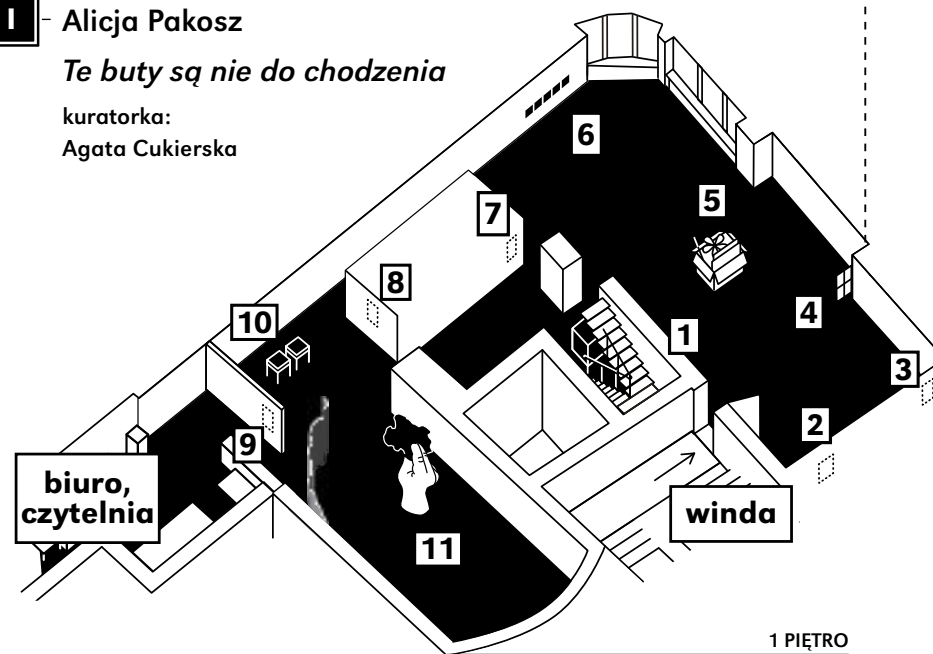 I – Alicja Pakosz
Te buty są nie do chodzenia
kuratorka:
Agata Cukierska
6
5
7
8
4
10
1
3
2
9
biuro,
czytelnia
winda
11
1 PIĘTRO